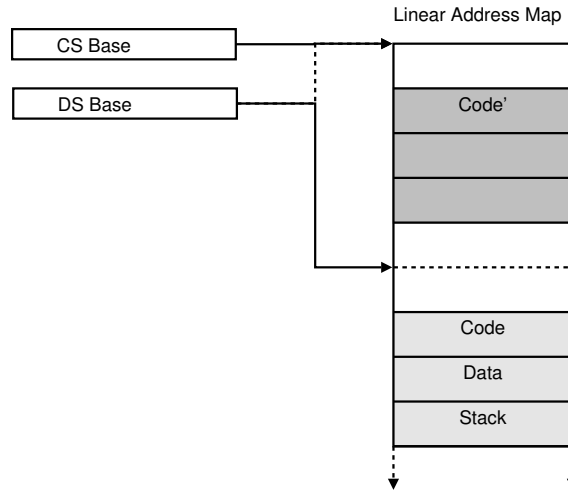 Linear Address Map
CS Base
DS Base
Code'
Code
Data
Stack